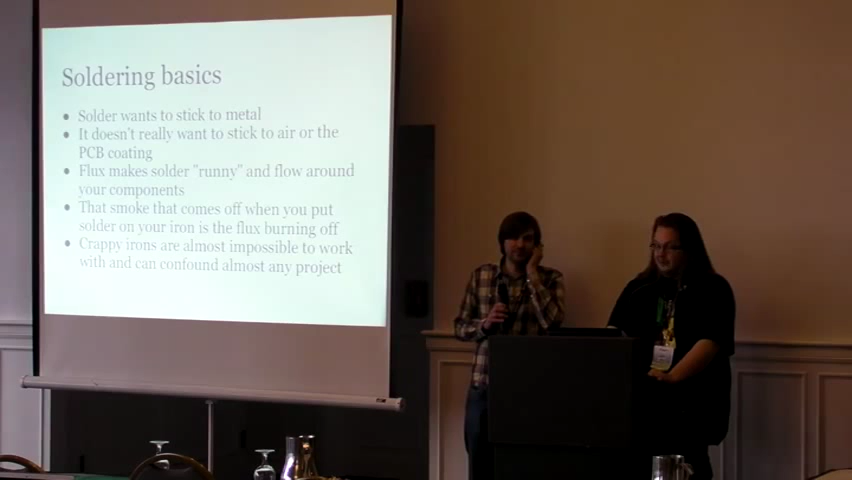 Soldering basics
● Solder wants to stick to metal
● It doesn't really want to stick to air or the
PCB coating
● Flux makes solder "runny" and flow around
your components
● That smoke that comes off when you put
solder on your iron is the flux burning off
● Crappy irons are almost impossible to work
with and can confound almost any project